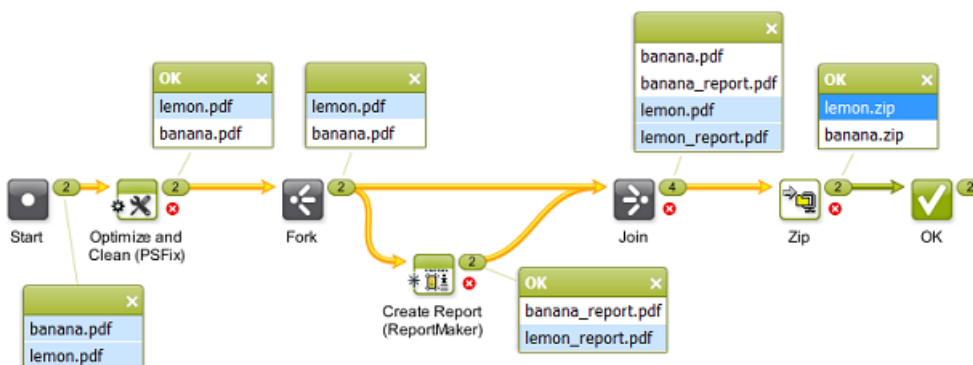 banana.pdf
banana_report.pdf
lemon.pdf
lemon_report.pdf
OK
lemon.pdf
banana.pdf
lemon.pdf
banana.pdf
OK
lemon.zip
banana.zip
2
2
2
4
2
2
Start
Optimize and
Clean (PSFix)
Fork
Join
Zip
OK
2
Create Report
(ReportMaker)
OK
banana_report.pdf
lemon_report.pdf
banana.pdf
lemon.pdf